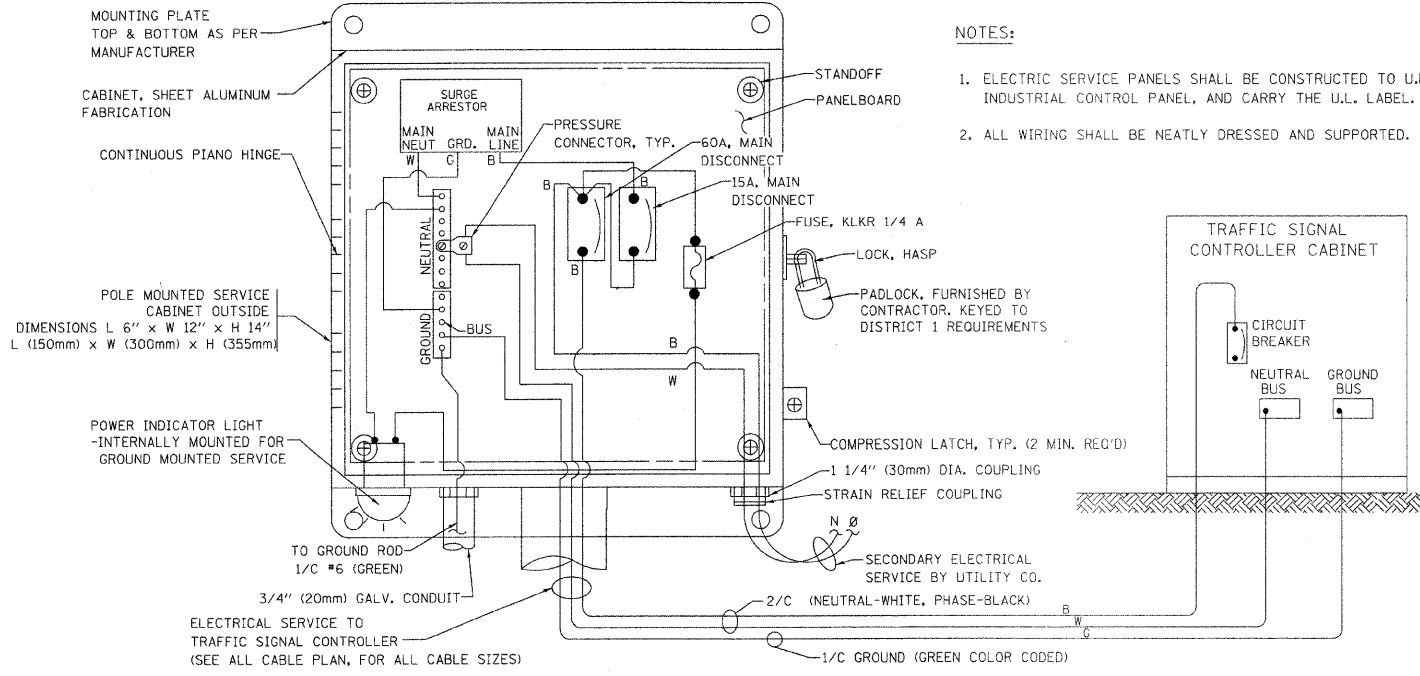 MOUNTING PLATE
TOP & BOTTOM AS PER
MANUFACTURER
CABINET, SHEET ALUMINUM
FABRICATION
CONTINUOUS PIANO HINGE
POLE MOUNTED SERVICE
CABINET OUTSIDE
DIMENSIONS L 6" x W 12" x H 14"
L (150mm) x W (300mm) x H (355mm)
POWER INDICATOR LIGHT
-INTERNALLY MOUNTED FOR
GROUND MOUNTED SERVICE
TO GROUND ROD
1/C #6 (GREEN)
3/4" (20mm) GALV. CONDUIT
ELECTRICAL SERVICE TO
TRAFFIC SIGNAL CONTROLLER
(SEE ALL CABLE PLAN, FOR ALL CABLE SIZES)
SURGE
ARRESTOR
MAIN
NEUT
GRD.
MAIN
LINE
W
G
B
NEUTRAL
GROUND
BUS
PRESSURE
CONNECTOR, TYP.
STANDOFF
PANELBOARD
60A, MAIN
DISCONNECT
15A, MAIN
DISCONNECT
FUSE, KLKR 1/4 A
B
B
B
B
W
LOCK, HASP
PADLOCK, FURNISHED BY
CONTRACTOR. KEYED TO
DISTRICT 1 REQUIREMENTS
COMPRESSION LATCH, TYP. (2 MIN. REQ'D)
1 1/4" (30mm) DIA. COUPLING
STRAIN RELIEF COUPLING
N Ø
SECONDARY ELECTRICAL
SERVICE BY UTILITY CO.
2/C (NEUTRAL-WHITE, PHASE-BLACK)
1/C GROUND (GREEN COLOR CODED)
B
W
G
NOTES:
1. ELECTRIC SERVICE PANELS SHALL BE CONSTRUCTED TO U.
INDUSTRIAL CONTROL PANEL, AND CARRY THE U.L. LABEL.
2. ALL WIRING SHALL BE NEATLY DRESSED AND SUPPORTED.
TRAFFIC SIGNAL
CONTROLLER CABINET
CIRCUIT
BREAKER
NEUTRAL
BUS
GROUND
BUS